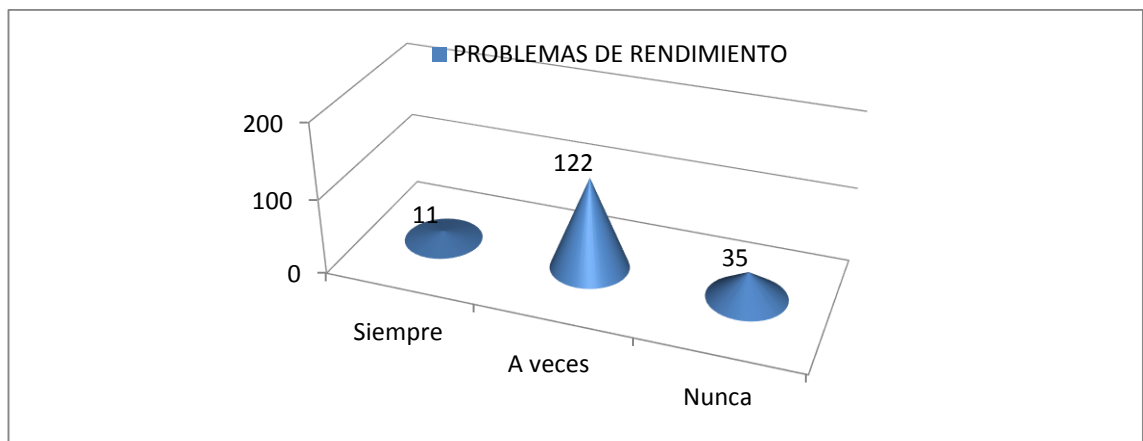 PROBLEMAS DE RENDIMIENTO
200
100
0
11
122
35
Siempre
A veces
Nunca